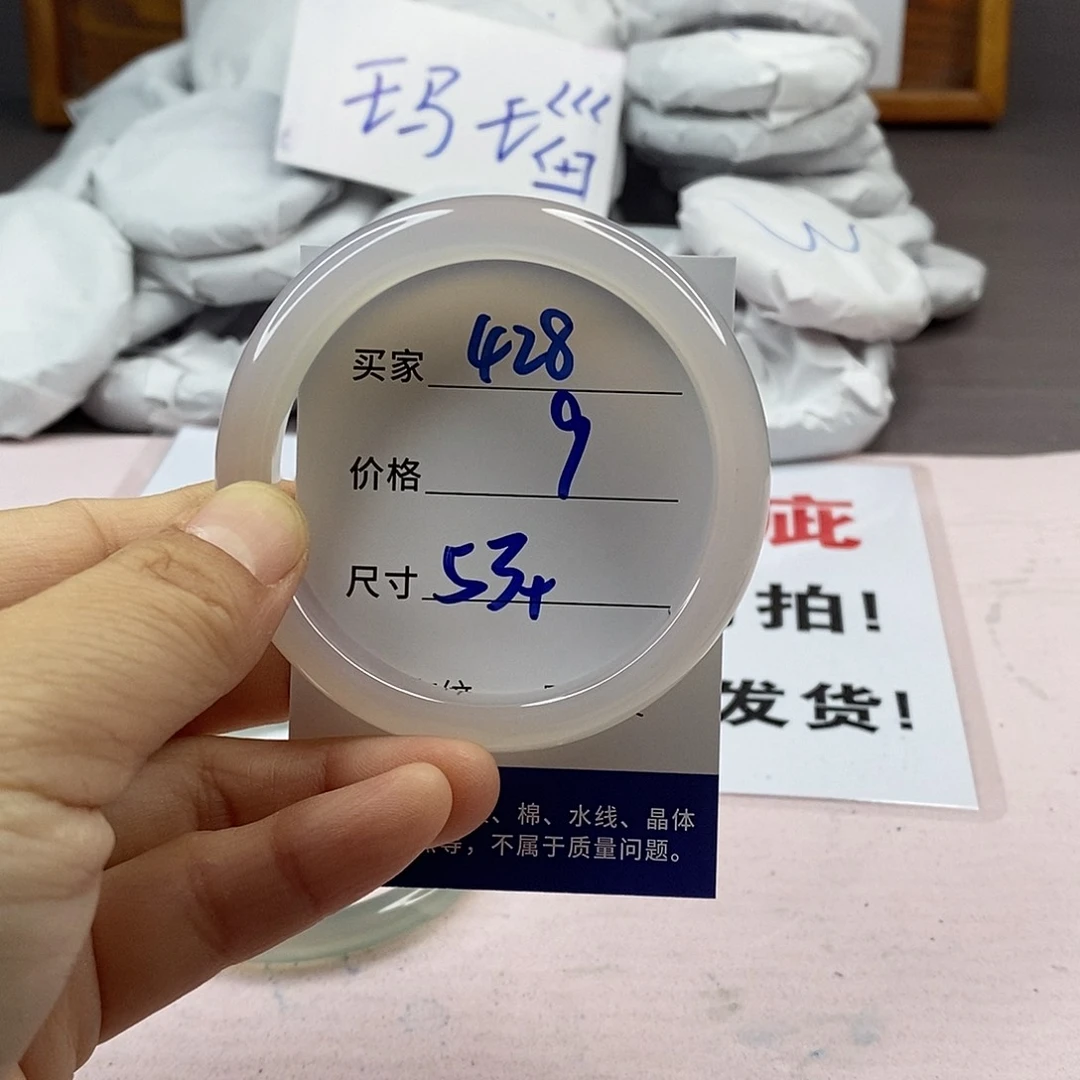 玛瑙
买家 428
价格 9
尺寸 53+
疵
拍!
发货!
、棉、水线、晶体
等，不属于质量问题。